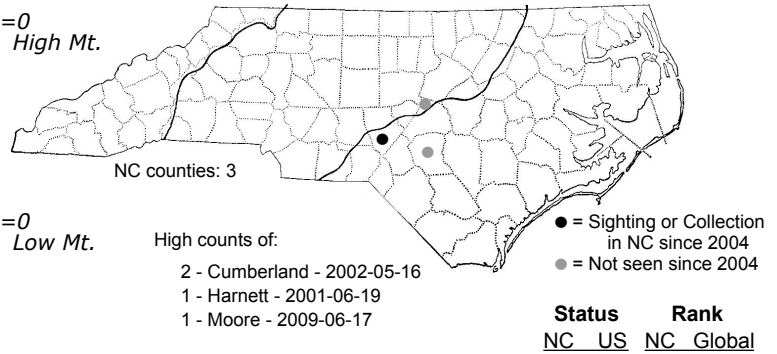 =0
High Mt.
NC counties: 3
=0
Low Mt.
High counts of:
2 - Cumberland - 2002-05-16
1 - Harnett - 2001-06-19
1 - Moore - 2009-06-17
● = Sighting or Collection
in NC since 2004
● = Not seen since 2004
Status Rank
NC US NC Global